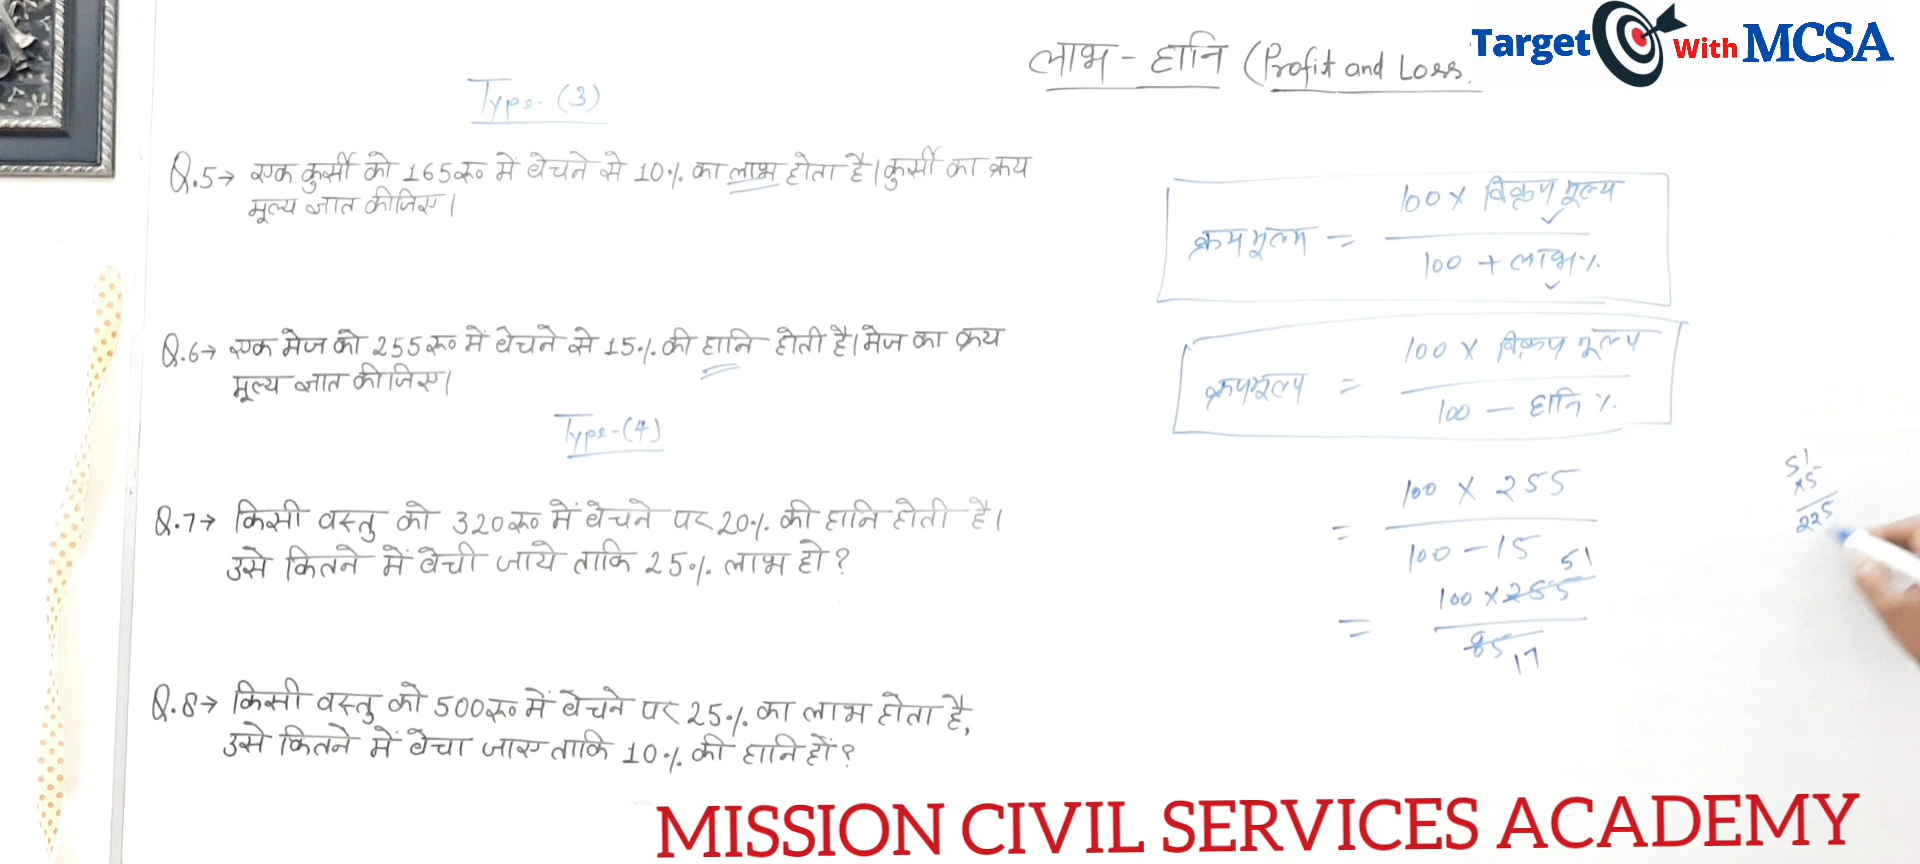 Target With MCSA
लाभ - हानि (Profit and Loss.
Type - (3)
Q.5→ एक कुर्सी को 165रू० में बेचने से 10%. का लाभ होता है। कुर्सी का क्रय
मूल्य ज्ञात कीजिए।
Q.6→ एक मेज को 255रू० में बेचने से 15%. की हानि होती है। मेज का क्रय
मूल्य ज्ञात कीजिए।
Type-(4)
Q.7→ किसी वस्तु को 320रू० में बेचने पर 20%. की हानि होती है।
उसे कितने में बेची जाये ताकि 25%. लाभ हो?
Q.8→ किसी वस्तु को 500रू० में बेचने पर 25%. का लाभ होता है,
उसे कितने में बेचा जाए ताकि 10%. की हानि हों?
100 × विक्रय मूल्य
क्रय मूल्य =
100 + लाभ%.
100 × विक्रय मूल्य
क्रयमूल्य =
100 - हानि %.
100 × 255
=
100 - 15
51
100 × 255
=
85 17
51
×5
225
MISSION CIVIL SERVICES ACADEMY